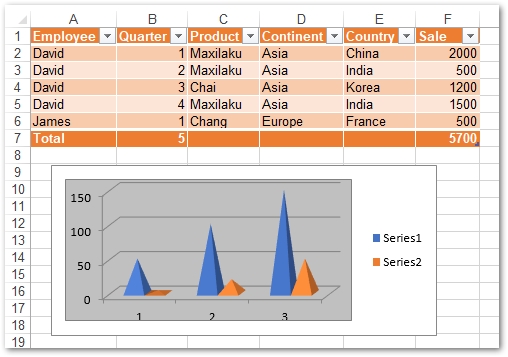 A B C D E F
1 Employee Quarter Product Continent Country Sale
2 David 1 Maxilaku Asia China 2000
3 David 2 Maxilaku Asia India 500
4 David 3 Chai Asia Korea 1200
5 David 4 Maxilaku Asia India 1500
6 James 1 Chang Europe France 500
7 Total 5 5700
8
9
10 150
11
12 100
13 Series1
14 50
15 Series2
16 0
17 1 2 3
18
19